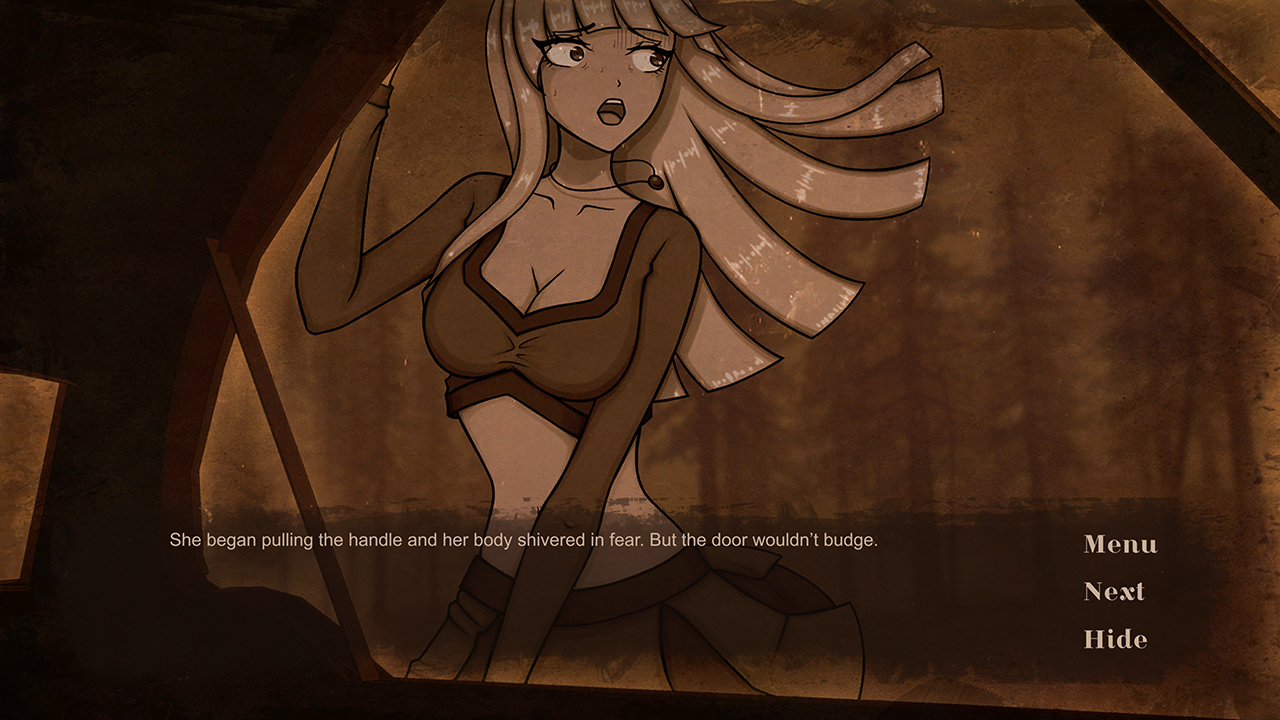 She began pulling the handle and her body shivered in fear. But the door wouldn’t budge.
Menu
Next
Hide